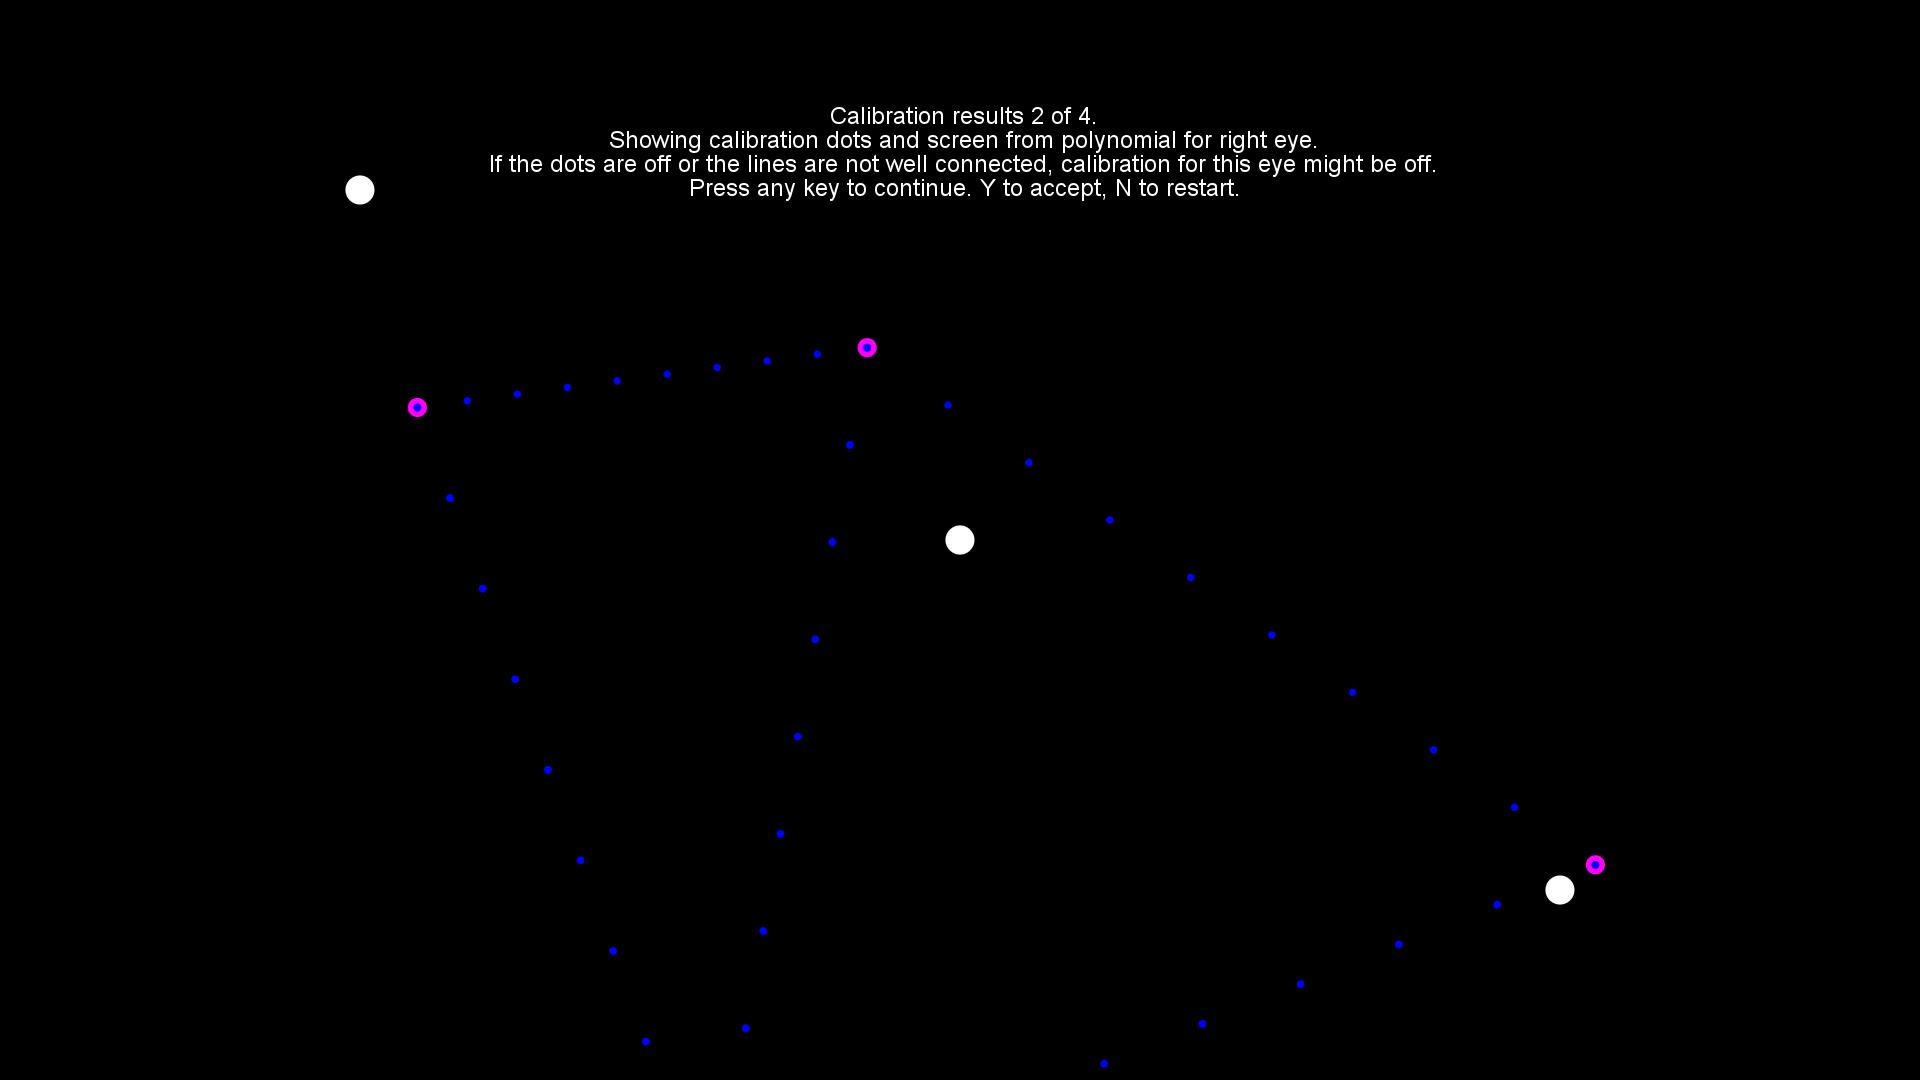 Calibration results 2 of 4.
Showing calibration dots and screen from polynomial for right eye.
If the dots are off or the lines are not well connected, calibration for this eye might be off.
Press any key to continue. Y to accept, N to restart.